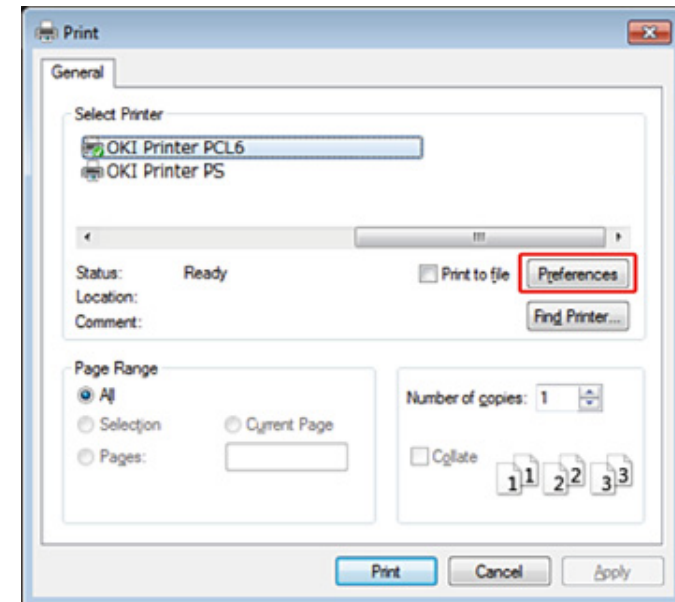 Print
General
Select Printer
OKI Printer PCL6
OKI Printer PS
Status: Ready
Print to file
Preferences
Location:
Comment:
Find Printer...
Page Range
All
Selection
Current Page
Pages:
Number of copies: 1
Collate
1 1 2 2 3 3
Print
Cancel
Apply